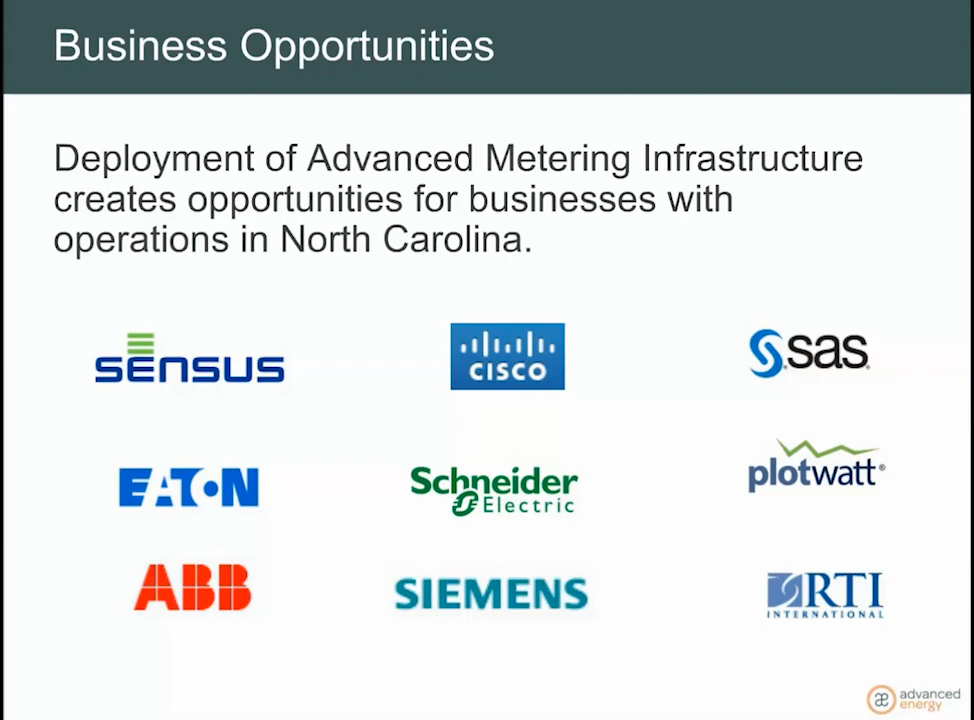 Business Opportunities
Deployment of Advanced Metering Infrastructure
creates opportunities for businesses with
operations in North Carolina.
sensus
CISCO
sas
EATON
Schneider
Electric
plotwatt®
ABB
SIEMENS
RTI
INTERNATIONAL
æ advanced
energy